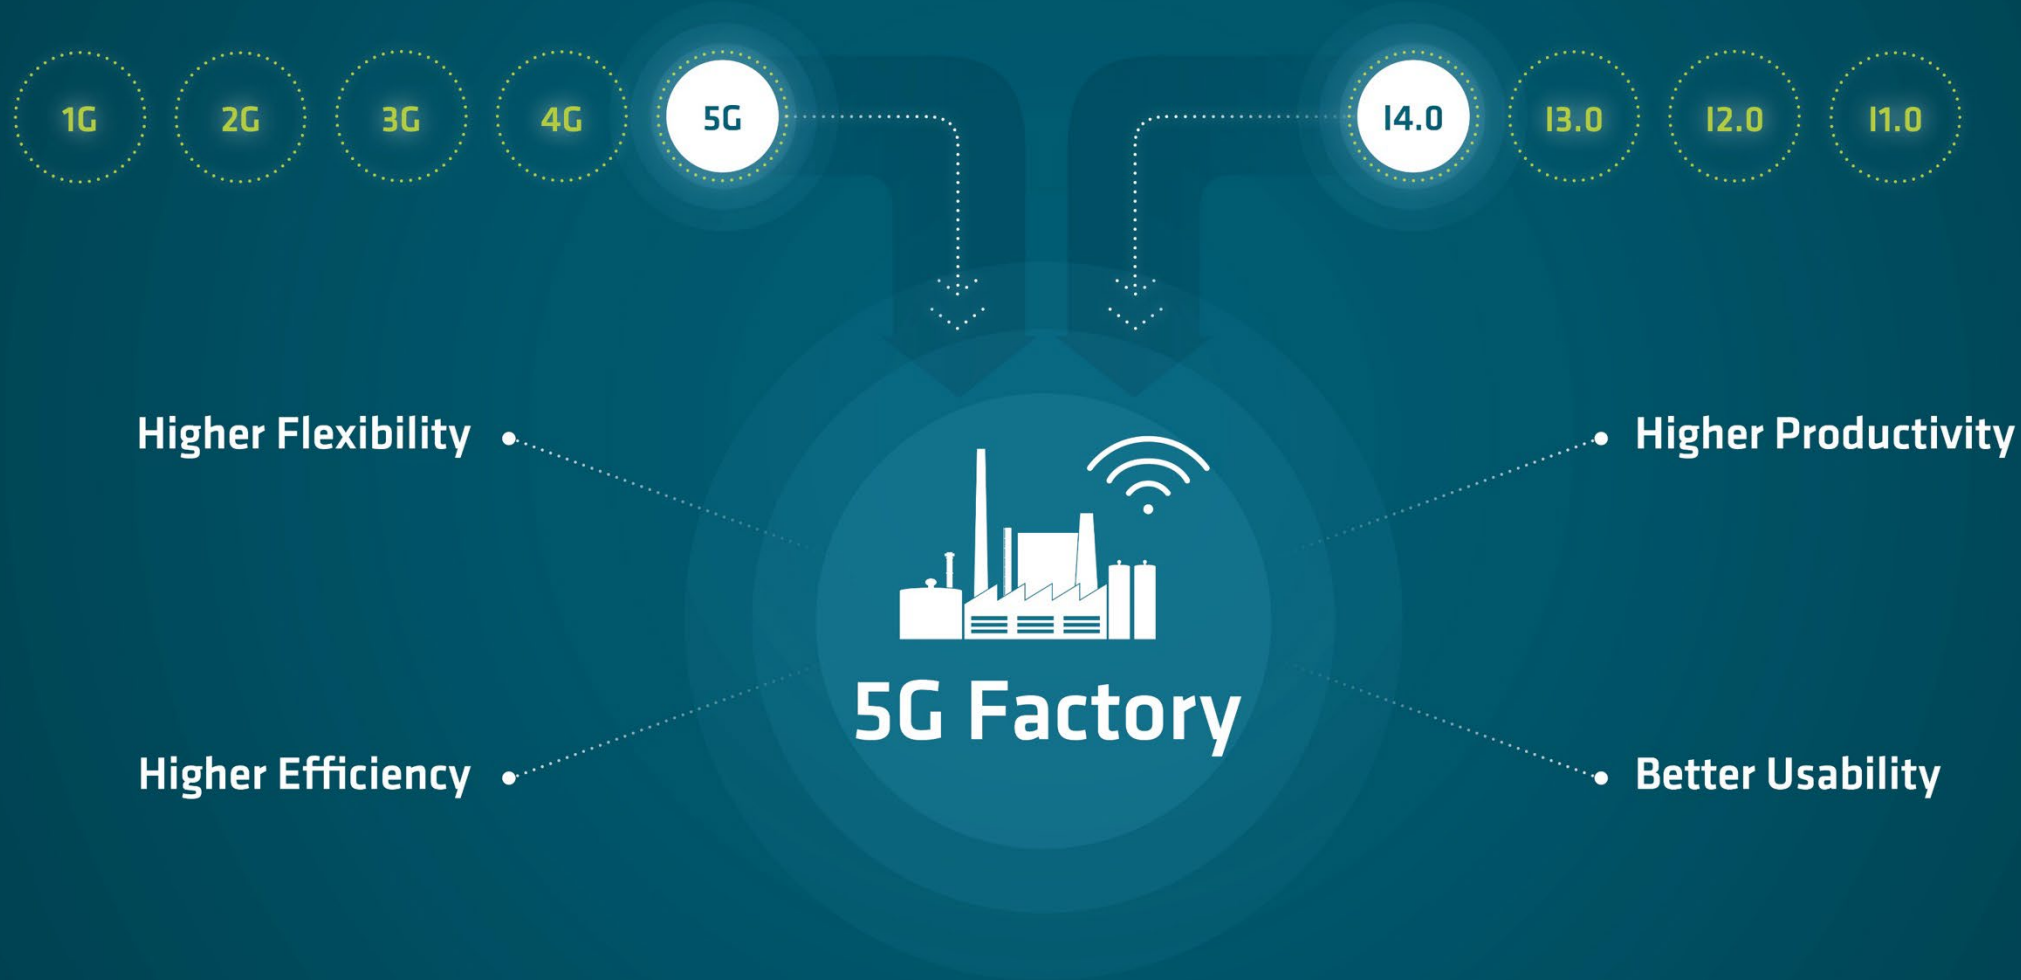 1G
2G
3G
4G
5G
I4.0
I3.0
I2.0
I1.0
Higher Flexibility
Higher Productivity
5G Factory
Higher Efficiency
Better Usability